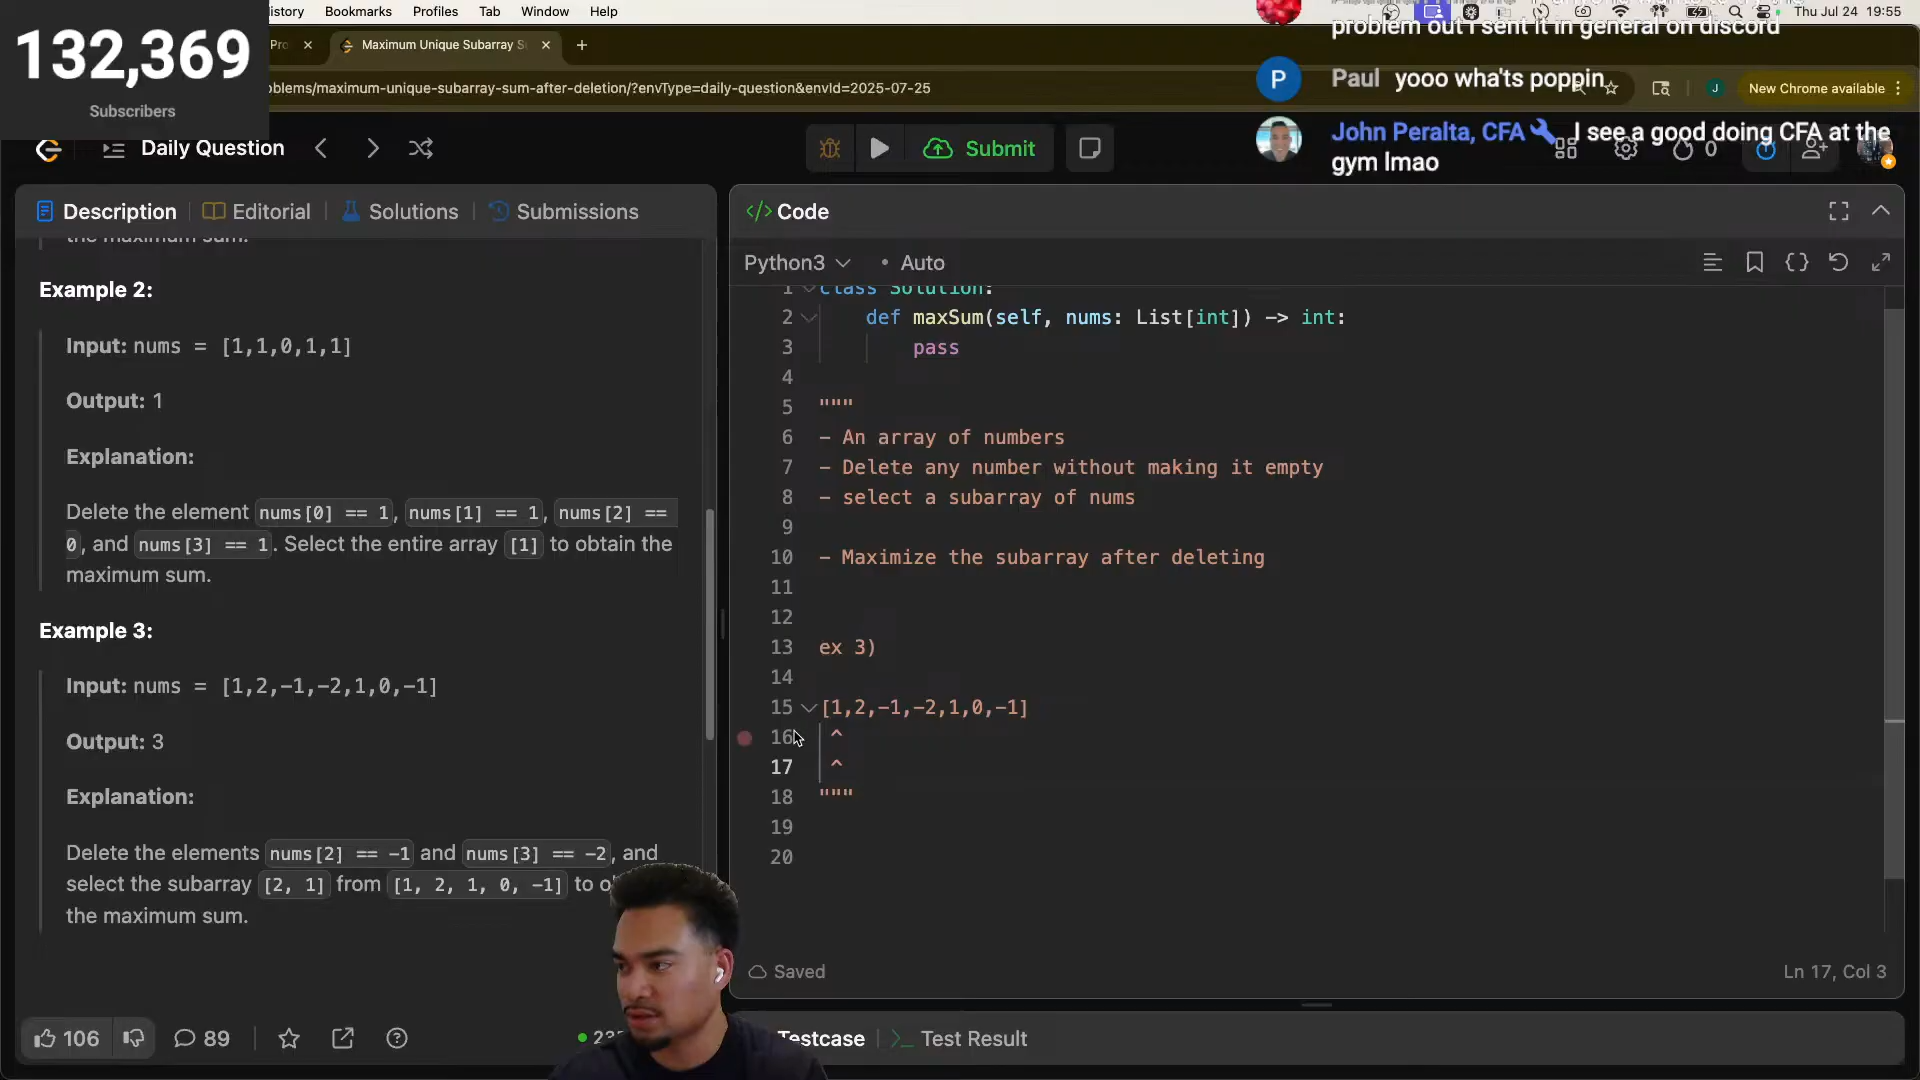 132,369
Subscribers
istory Bookmarks Profiles Tab Window Help
Thu Jul 24 19:55
Maximum Unique Subarray S
oblems/maximum-unique-subarray-sum-after-deletion/?envType=daily-question&envId=2025-07-25
New Chrome available
problem out I sent it in general on discord
P Paul yooo wha'ts poppin
John Peralta, CFA I see a good doing CFA at the
gym lmao
Daily Question
Submit
0
Description Editorial Solutions Submissions
the maximum sum.
Example 2:
Input: nums = [1,1,0,1,1]
Output: 1
Explanation:
Delete the element nums[0] == 1, nums[1] == 1, nums[2] ==
0, and nums[3] == 1. Select the entire array [1] to obtain the
maximum sum.
Example 3:
Input: nums = [1,2,-1,-2,1,0,-1]
Output: 3
Explanation:
Delete the elements nums[2] == -1 and nums[3] == -2, and
select the subarray [2, 1] from [1, 2, 1, 0, -1] to
the maximum sum.
106 89
</> Code
Python3 • Auto
1 class Solution:
2 def maxSum(self, nums: List[int]) -> int:
3 pass
4
5 """
6 - An array of numbers
7 - Delete any number without making it empty
8 - select a subarray of nums
9
10 - Maximize the subarray after deleting
11
12
13 ex 3)
14
15 [1,2,-1,-2,1,0,-1]
16 ^
17 ^
18 """
19
20
Saved
Ln 17, Col 3
Testcase >_ Test Result